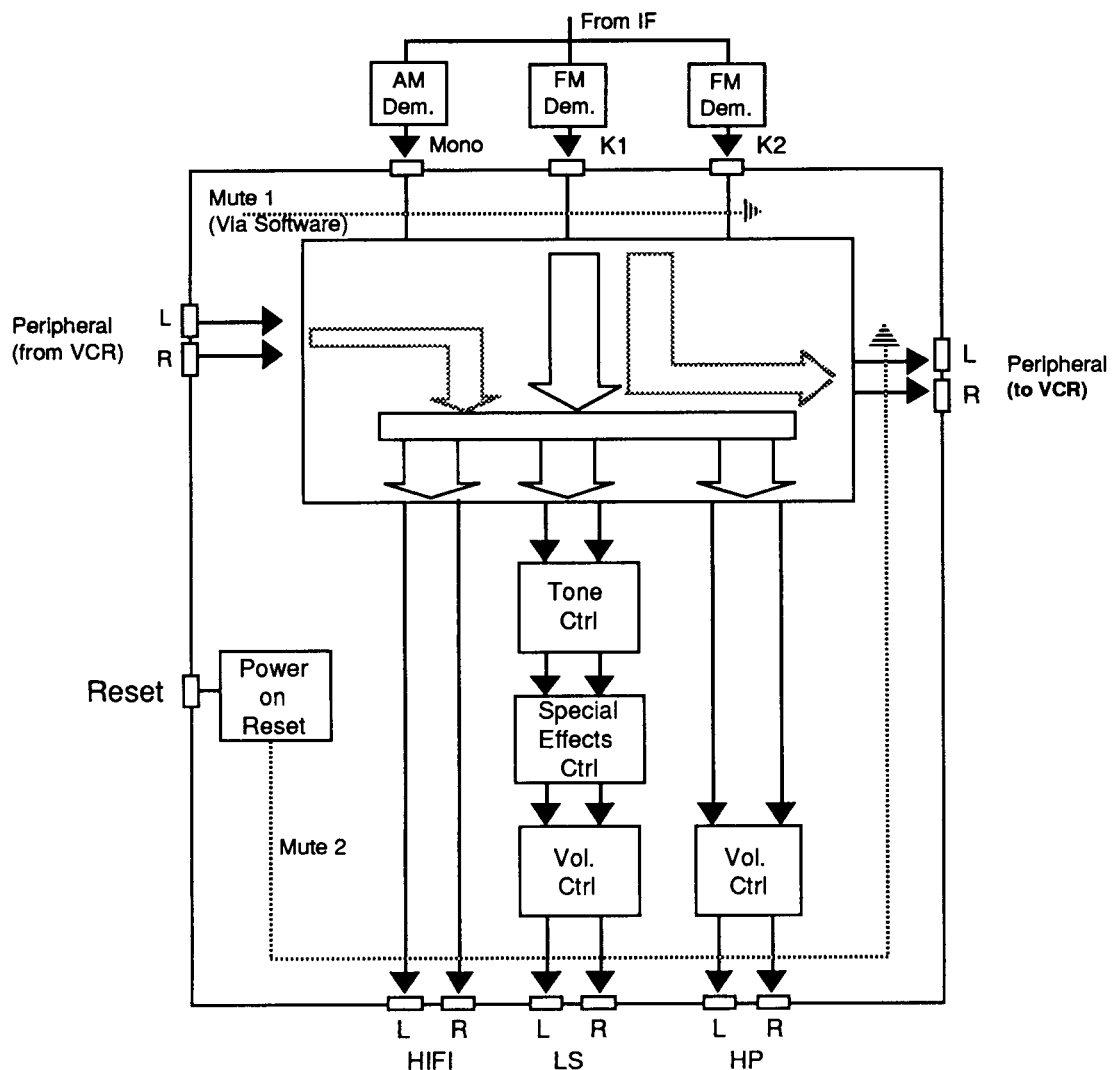 From IF
AM
Dem.
FM
Dem.
FM
Dem.
Mono
K1
K2
Mute 1
(Via Software)
Peripheral
(from VCR)
L
R
L
R
Peripheral
(to VCR)
Tone
Ctrl
Reset
Power
on
Reset
Special
Effects
Ctrl
Mute 2
Vol.
Ctrl
Vol.
Ctrl
L R L R L R
HIFI LS HP